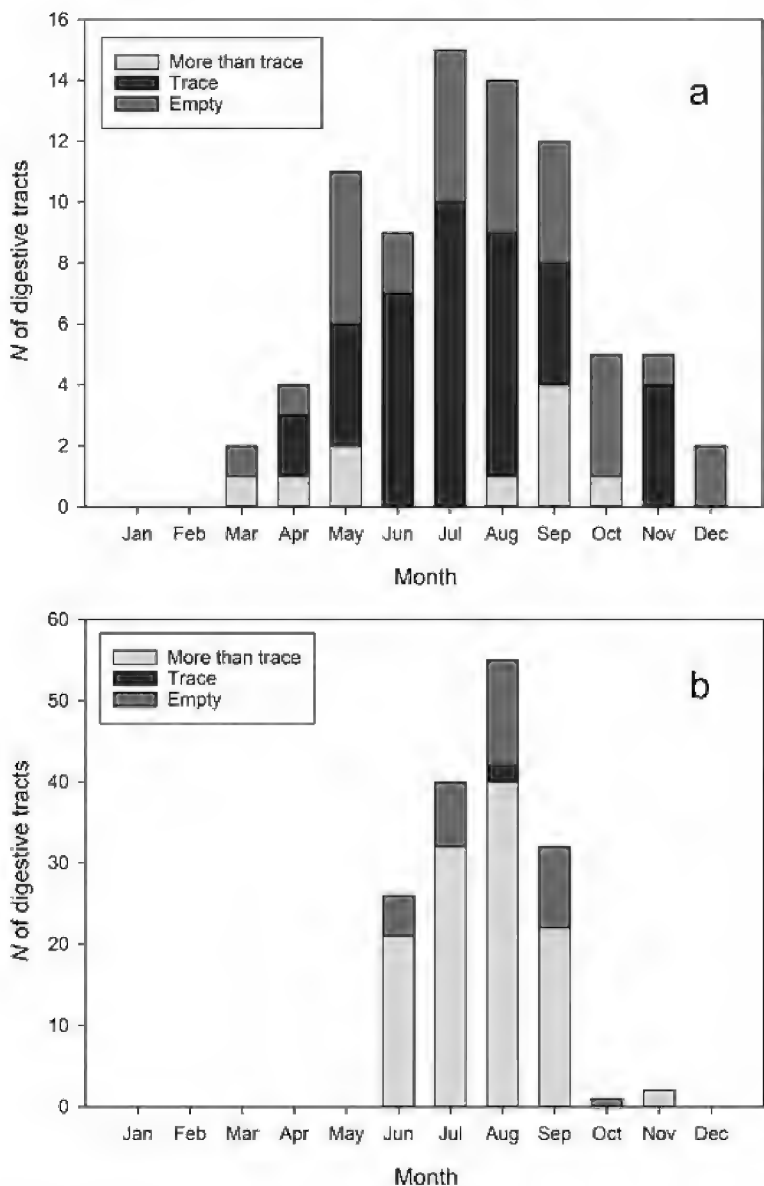 16
14
12
10
8
6
4
2
0
N of digestive tracts
More than trace
Trace
Empty
a
Jan Feb Mar Apr May Jun Jul Aug Sep Oct Nov Dec
Month
60
50
40
30
20
10
0
N of digestive tracts
More than trace
Trace
Empty
b
Jan Feb Mar Apr May Jun Jul Aug Sep Oct Nov Dec
Month